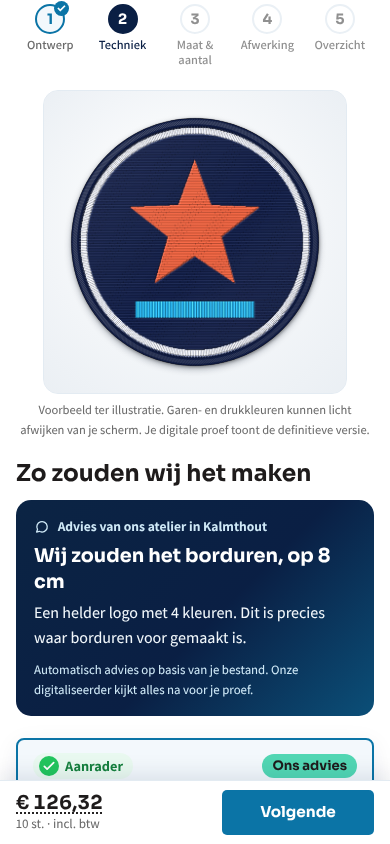 1 2 3 4 5
Ontwerp Techniek Maat & aantal Afwerking Overzicht
Voorbeeld ter illustratie. Garen- en drukkleuren kunnen licht
afwijken van je scherm. Je digitale proef toont de definitieve versie.
Zo zouden wij het maken
Advies van ons atelier in Kalmthout
Wij zouden het borduren, op 8
cm
Een helder logo met 4 kleuren. Dit is precies
waar borduren voor gemaakt is.
Automatisch advies op basis van je bestand. Onze
digitaliseerder kijkt alles na voor je proef.
Aanrader Ons advies
€ 126,32
10 st. · incl. btw
Volgende